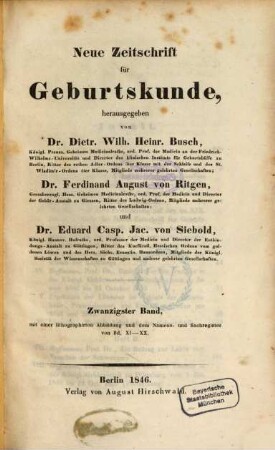 Neue Zeitschrift
für
Geburtskunde,
herausgegeben
von
Dr. Dietr. Wilh. Heinr. Busch,
Königl. Preuss. Geheimen Medicinalrathe, ord. Prof. der Medicin an der Friedrich-
Wilhelms-Universität und Director des klinischen Instituts für Geburtshülfe zu
Berlin, Ritter des rothen Adler-Ordens 3ter Klasse mit der Schleife und des St.
Wladimir-Ordens 4ter Klasse, Mitglieds mehrerer gelehrten Gesellschaften;
Dr. Ferdinand August von Ritgen,
Grossherzogl. Hess. Geheimen Medicinalrathe, ord. Prof. der Medicin und Director
der Gebär-Anstalt zu Giessen, Ritter des Ludwig-Ordens, Mitglieds mehrerer ge-
lehrten Gesellschaften;
und
Dr. Eduard Casp. Jac. von Siebold,
Königl. Hannov. Hofrathe, ord. Professor der Medicin und Director der Entbin-
dungs-Anstalt zu Göttingen, Ritter des Kurfürstl. Hessischen Ordens vom gol-
denen Löwen und des Herz. Sächs. Ernestin. Hausordens, Mitglieds der Königl.
Societät der Wissenschaften zu Göttingen und mehrer gelehrten Gesellschaften.
Zwanzigster Band,
mit einer lithographirten Abbildung und dem Namens- und Sachregister
von Bd. XI—XX.
Berlin 1846.
Verlag von August Hirschwald.
Bayerische
Staatsbibliothek
München